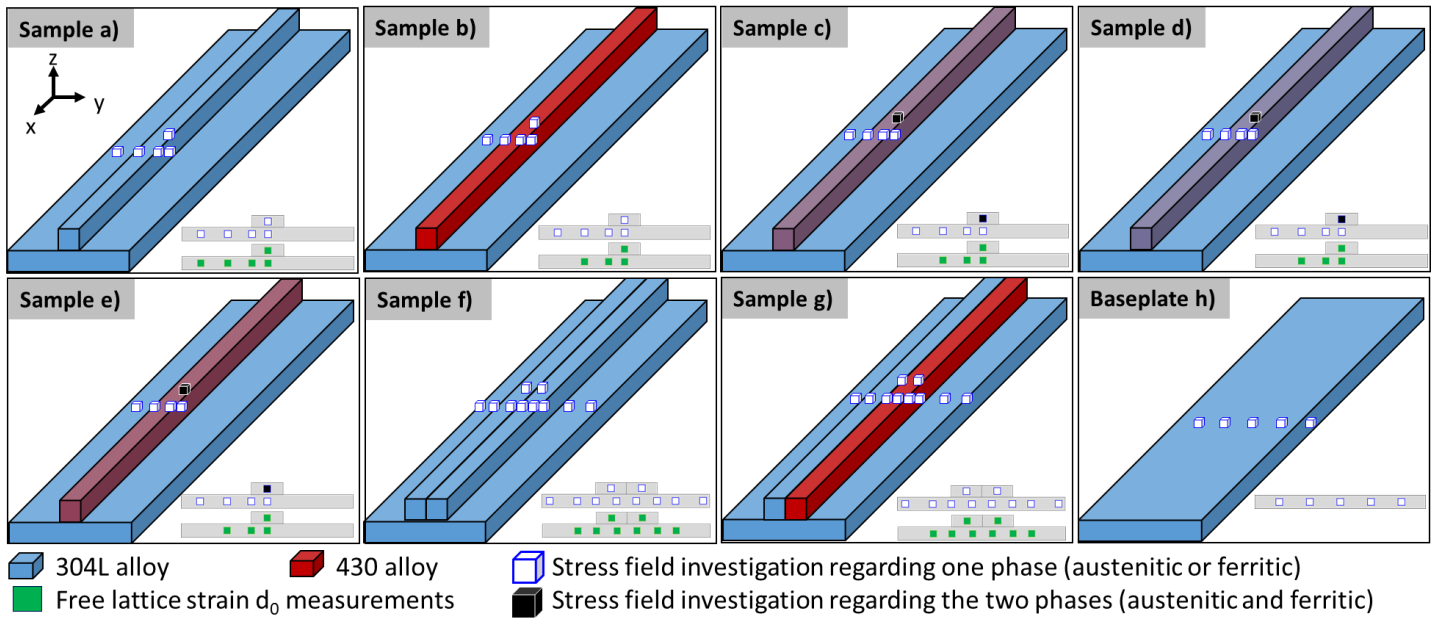 Sample a)
Sample b)
Sample c)
Sample d)
z
y
x
Sample e)
Sample f)
Sample g)
Baseplate h)
304L alloy
430 alloy
Stress field investigation regarding one phase (austenitic or ferritic)
Free lattice strain d₀ measurements
Stress field investigation regarding the two phases (austenitic and ferritic)